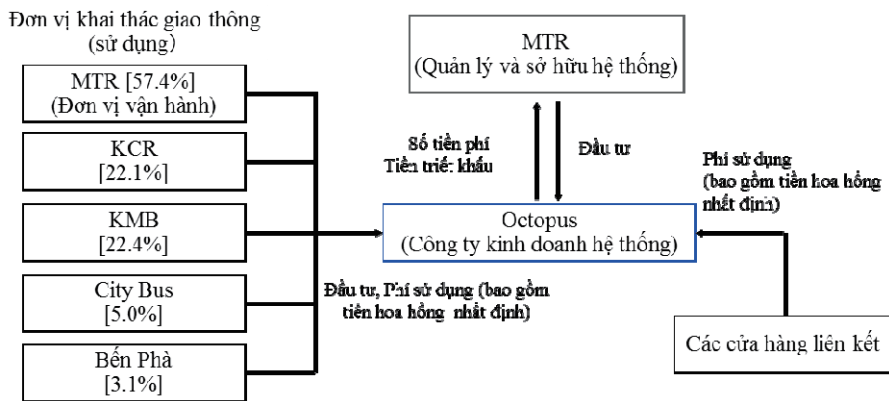 Đơn vị khai thác giao thông
(sử dụng)
MTR [57.4%]
(Đơn vị vận hành)
KCR
[22.1%]
KMB
[22.4%]
City Bus
[5.0%]
Bến Phà
[3.1%]
MTR
(Quản lý và sở hữu hệ thống)
Số tiền phí
Tiền triết khấu
Đầu tư
Phí sử dụng
(bao gồm tiền hoa hồng
nhất định)
Octopus
(Công ty kinh doanh hệ thống)
Đầu tư, Phí sử dụng (bao gồm
tiền hoa hồng nhất định)
Các cửa hàng liên kết